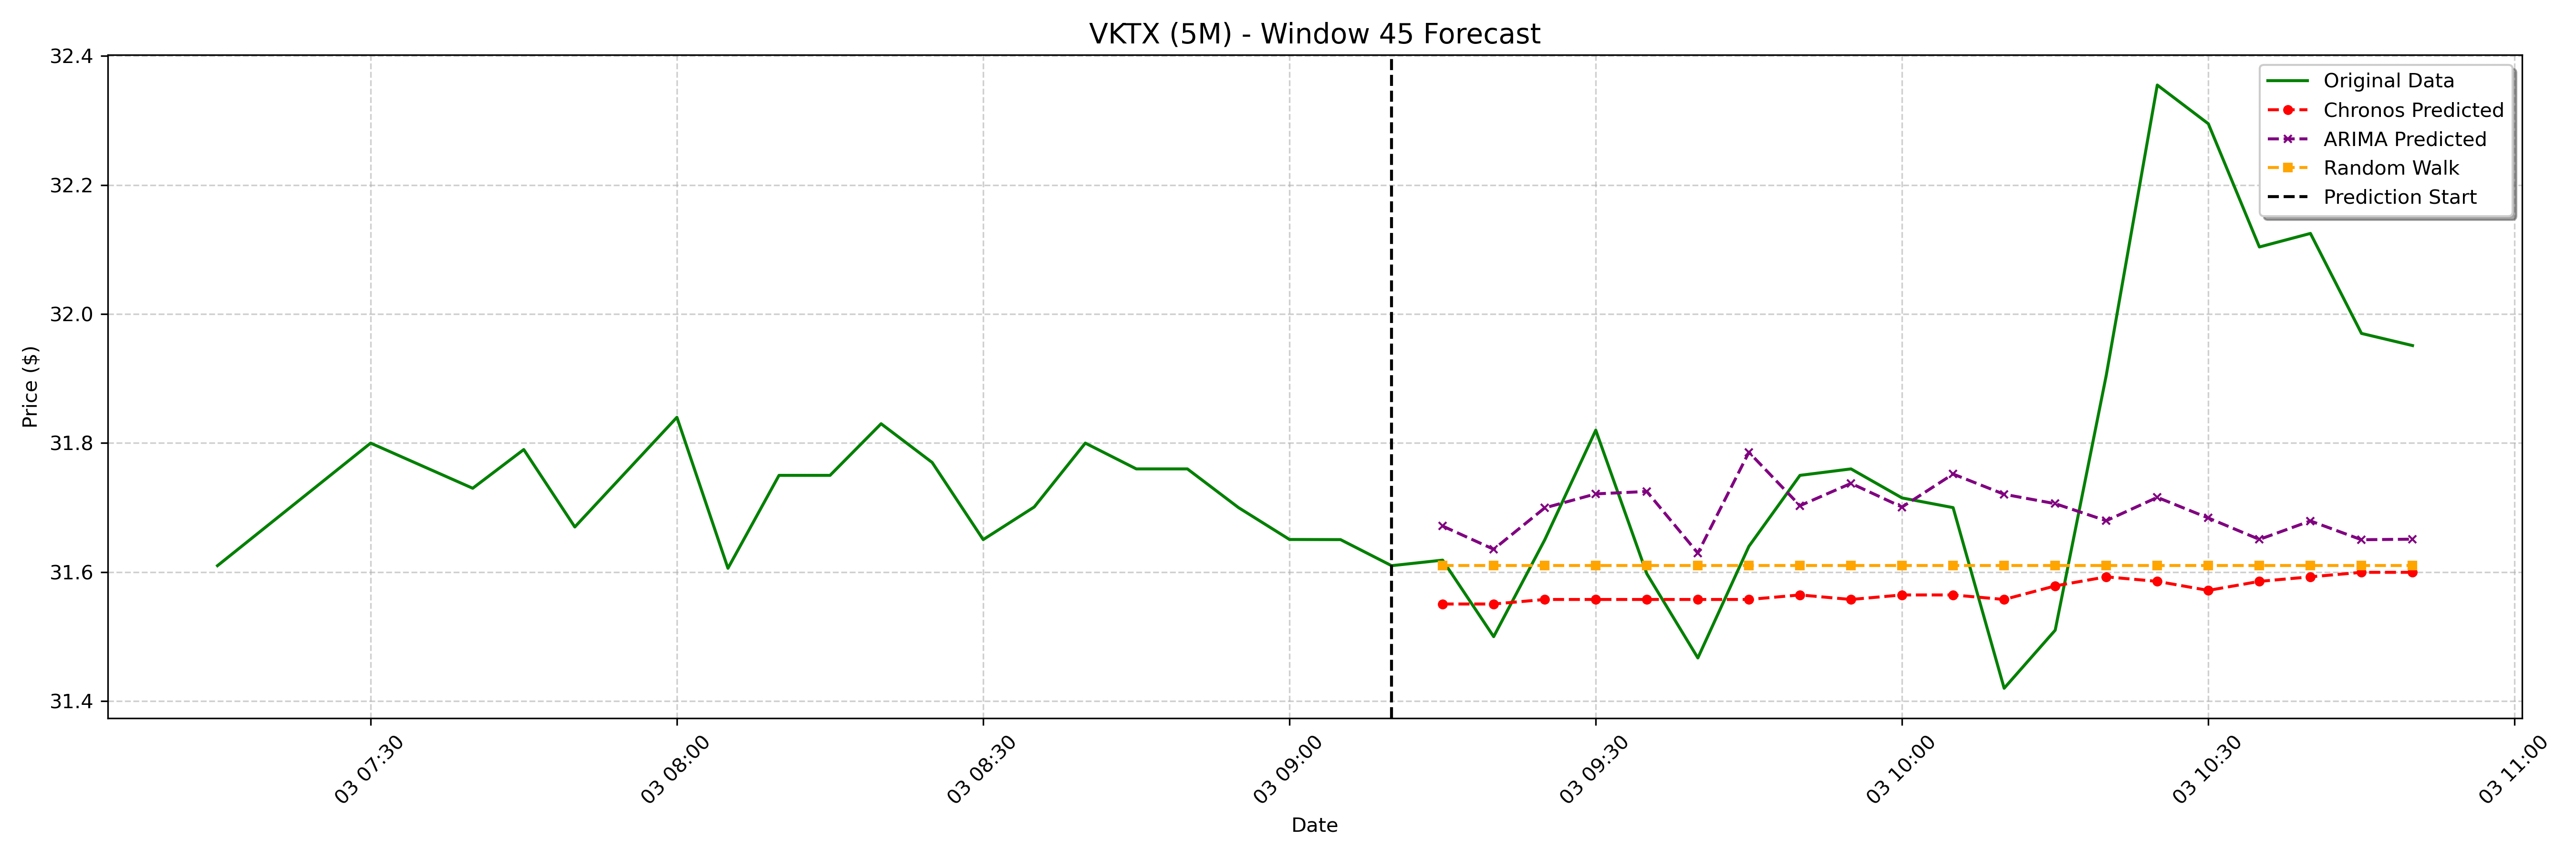 VKTX (5M) - Window 45 Forecast
32.4
32.2
32.0
31.8
31.6
31.4
Price ($)
Original Data
Chronos Predicted
ARIMA Predicted
Random Walk
Prediction Start
03 07:30
03 08:00
03 08:30
03 09:00
03 09:30
03 10:00
03 10:30
03 11:00
Date